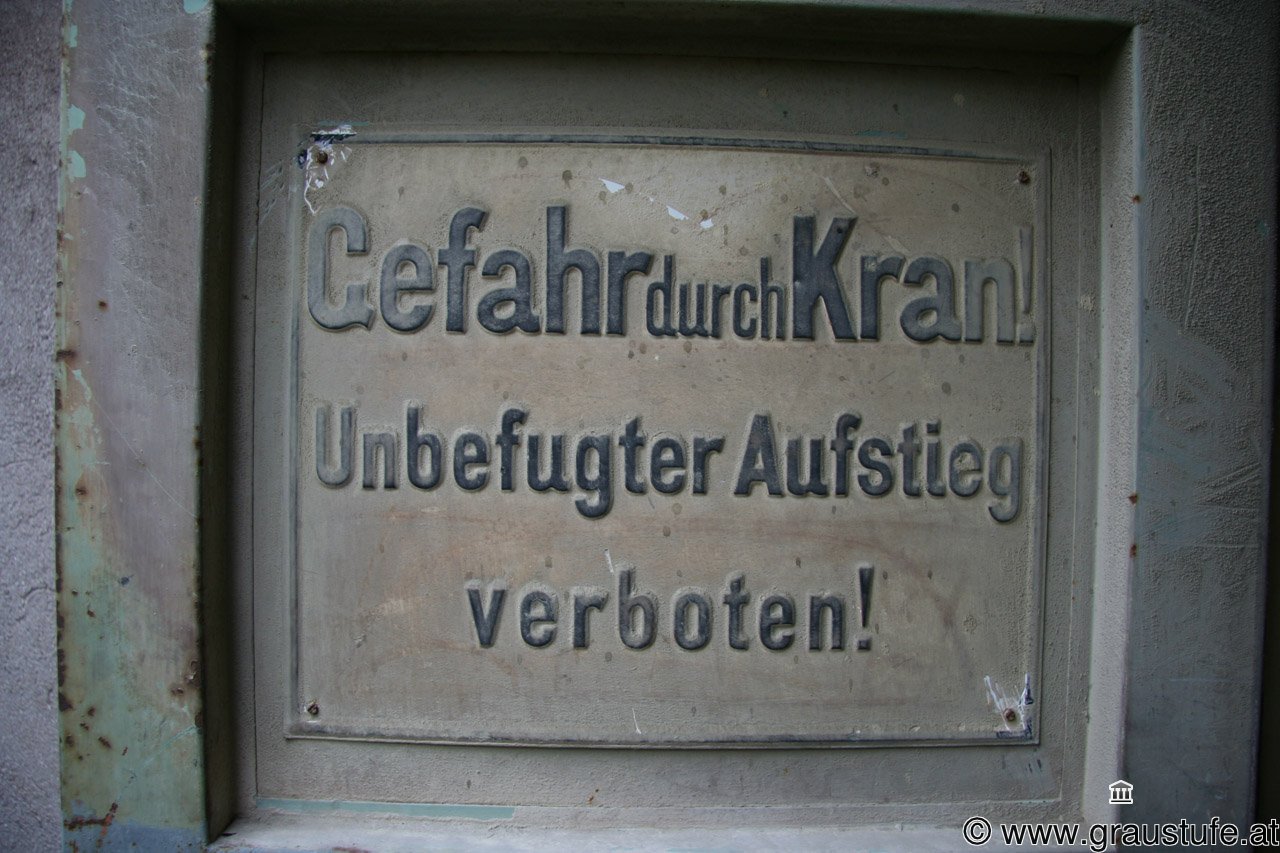 Gefahr durch Kran!
Unbefugter Aufstieg
verboten!
© www.graustufe.at